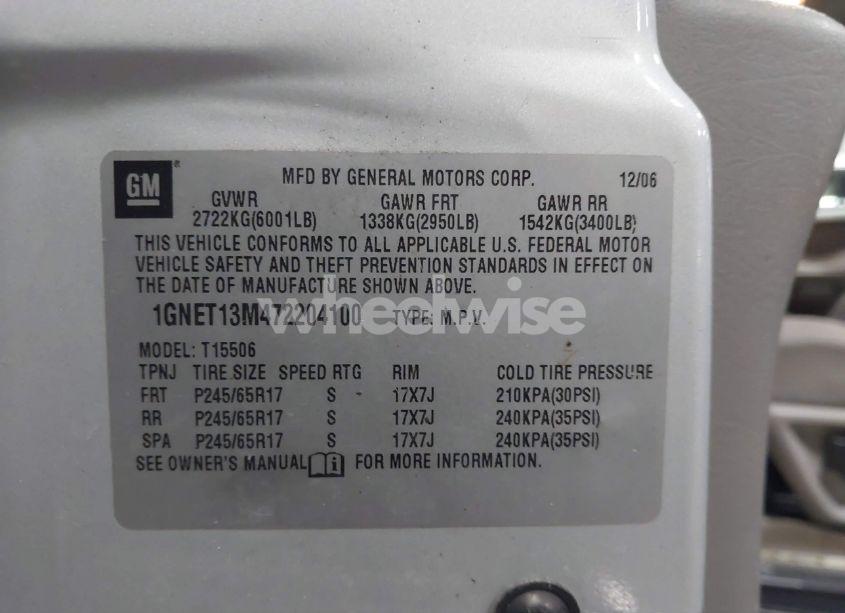 GM ® MFD BY GENERAL MOTORS CORP. 12/06
GVWR GAWR FRT GAWR RR
2722KG(6001LB) 1338KG(2950LB) 1542KG(3400LB)
THIS VEHICLE CONFORMS TO ALL APPLICABLE U.S. FEDERAL MOTOR
VEHICLE SAFETY AND THEFT PREVENTION STANDARDS IN EFFECT ON
THE DATE OF MANUFACTURE SHOWN ABOVE.
1GNET13M472204100 TYPE: M.P.V.
wheelwise
MODEL: T15506
TPNJ TIRE SIZE SPEED RTG RIM COLD TIRE PRESSURE
FRT P245/65R17 S 17X7J 210KPA(30PSI)
RR P245/65R17 S 17X7J 240KPA(35PSI)
SPA P245/65R17 S 17X7J 240KPA(35PSI)
SEE OWNER'S MANUAL i FOR MORE INFORMATION.